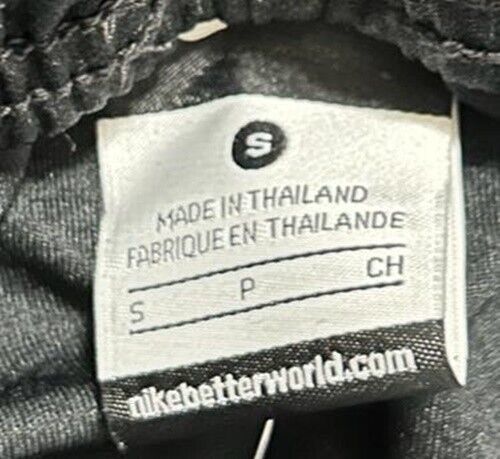 S
MADE IN THAILAND
FABRIQUE EN THAILANDE
S P CH
nikebetterworld.com